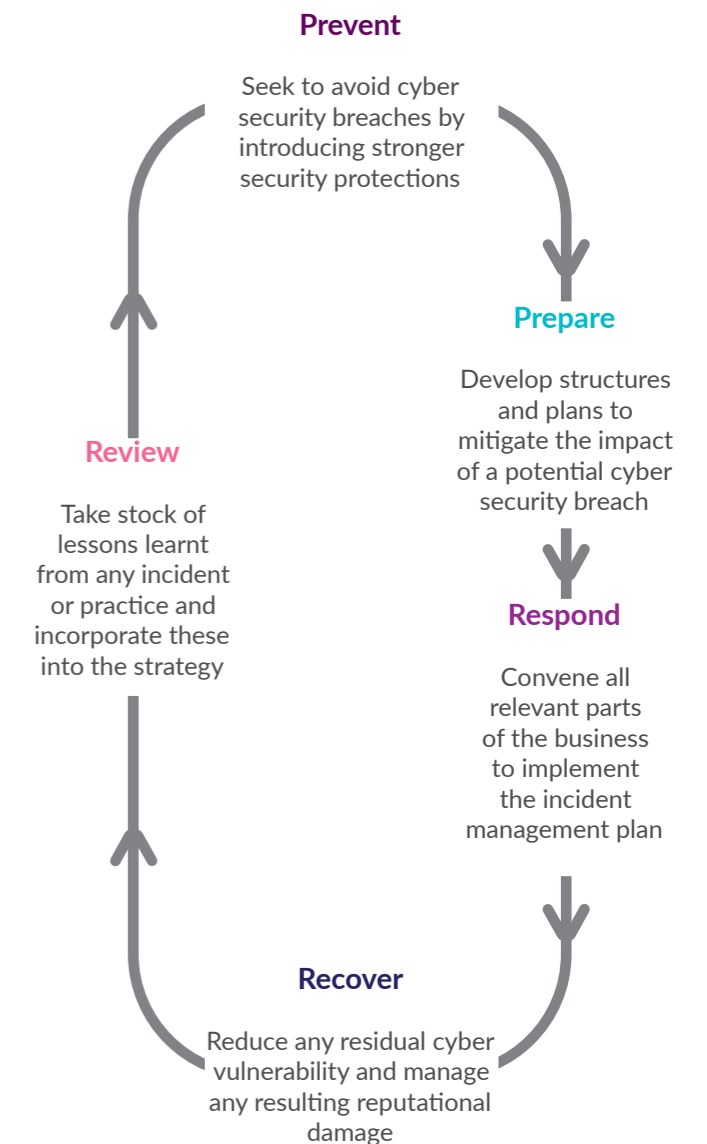 Prevent
Seek to avoid cyber
security breaches by
introducing stronger
security protections
Prepare
Develop structures
and plans to
mitigate the impact
of a potential cyber
security breach
Respond
Convene all
relevant parts
of the business
to implement
the incident
management plan
Recover
Reduce any residual cyber
vulnerability and manage
any resulting reputational
damage
Review
Take stock of
lessons learnt
from any incident
or practice and
incorporate these
into the strategy